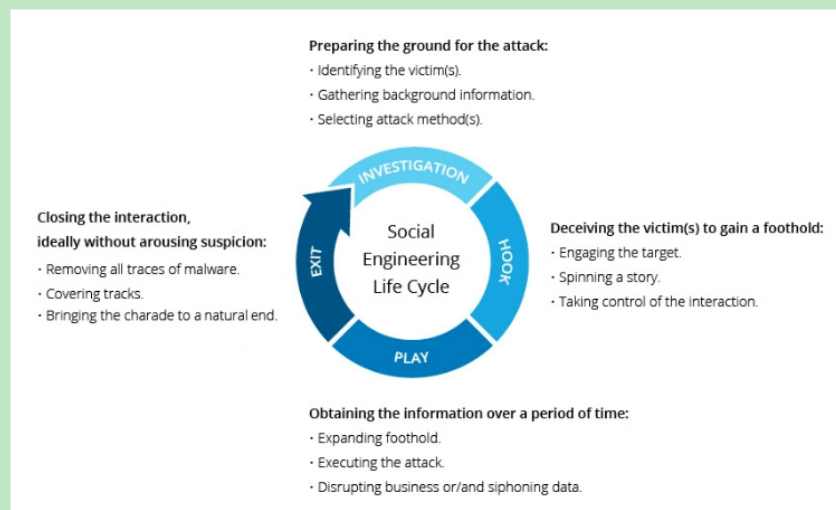 Preparing the ground for the attack:
· Identifying the victim(s).
· Gathering background information.
· Selecting attack method(s).
INVESTIGATION
Closing the interaction,
ideally without arousing suspicion:
· Removing all traces of malware.
· Covering tracks.
· Bringing the charade to a natural end.
EXIT
Social
Engineering
Life Cycle
HOOK
Deceiving the victim(s) to gain a foothold:
· Engaging the target.
· Spinning a story.
· Taking control of the interaction.
PLAY
Obtaining the information over a period of time:
· Expanding foothold.
· Executing the attack.
· Disrupting business or/and siphoning data.